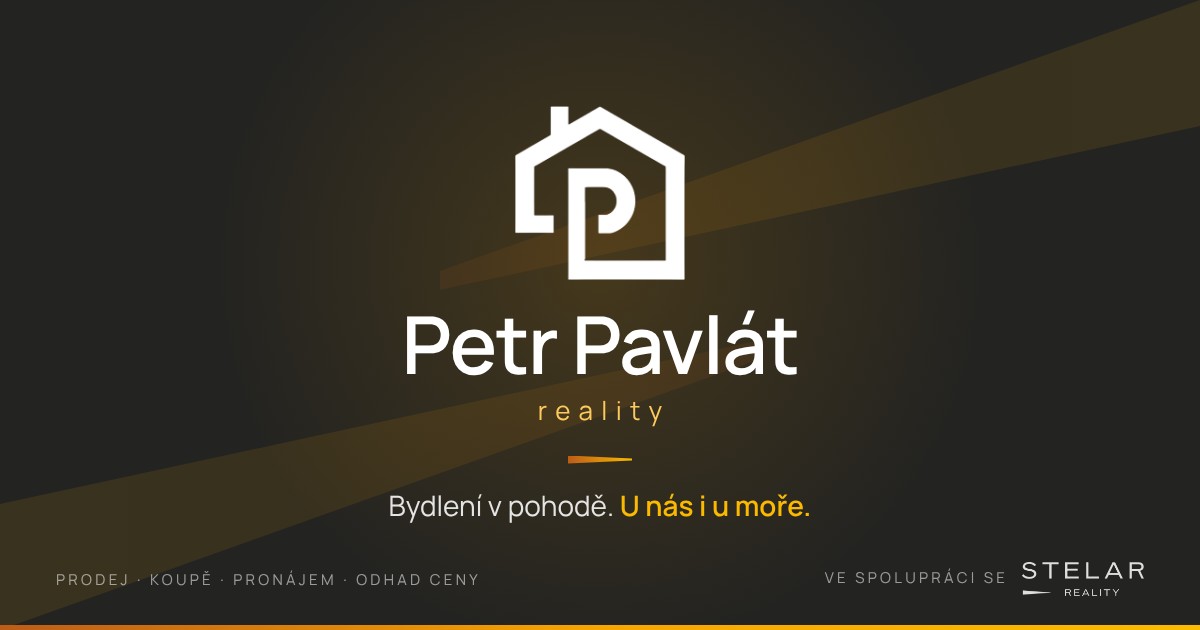 Petr Pavlát
reality
Bydlení v pohodě. U nás i u moře.
PRODEJ · KOUPĚ · PRONÁJEM · ODHAD CENY
VE SPOLUPRÁCI SE STELAR
REALITY